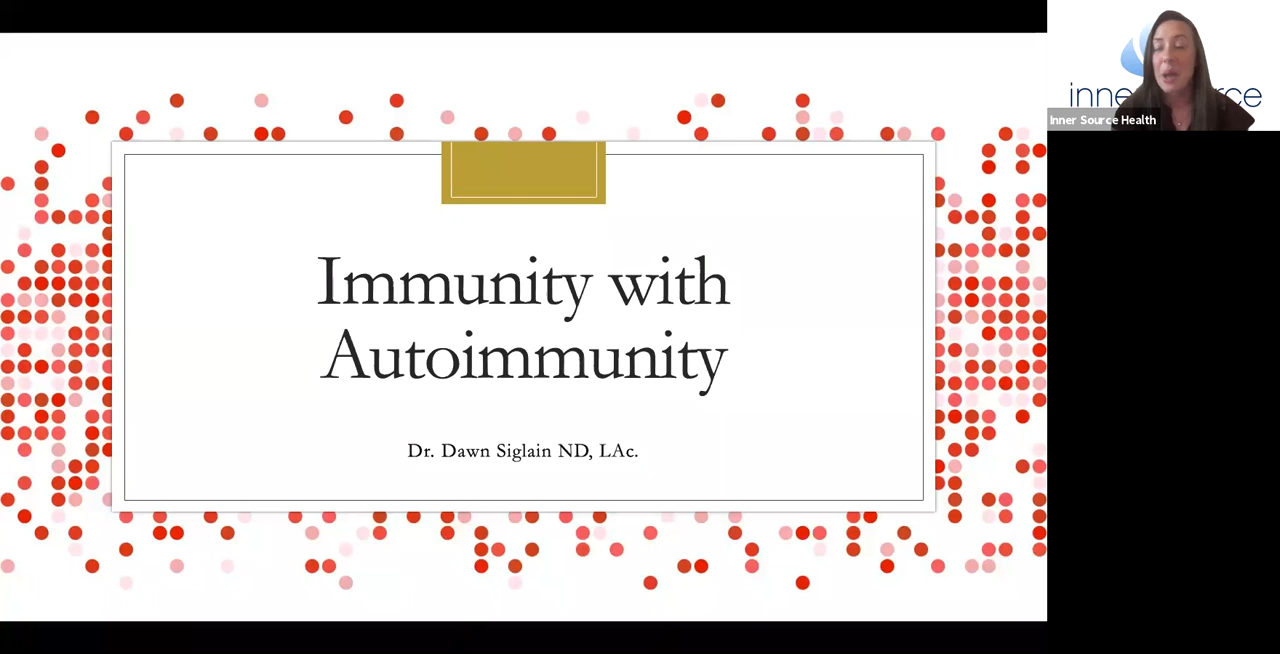 Immunity with
Autoimmunity
Dr. Dawn Siglain ND, LAc.
Inner Source Health